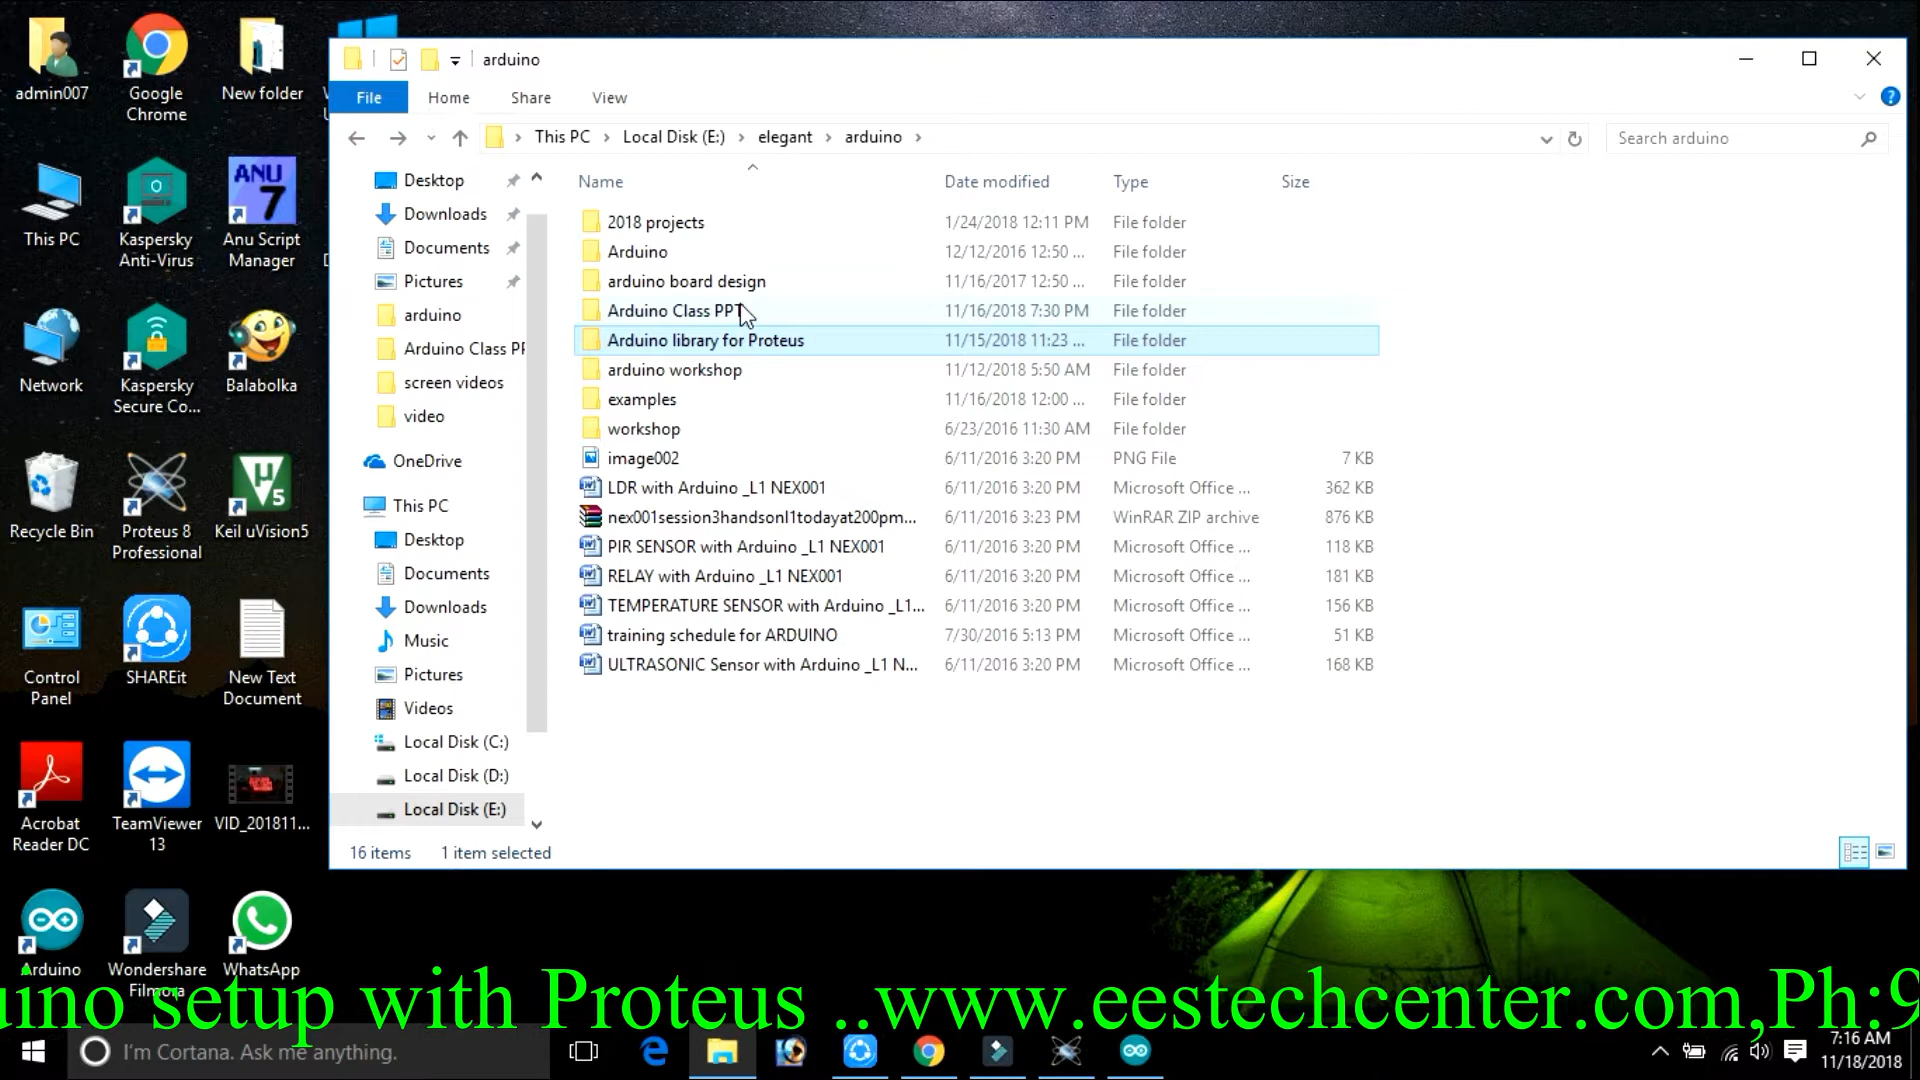 admin007
Google Chrome
New folder
This PC
Kaspersky Anti-Virus
ANU 7
Anu Script Manager
Network
Kaspersky Secure Co...
Balabolka
Recycle Bin
Proteus 8 Professional
Keil uVision5
Control Panel
SHAREit
New Text Document
Acrobat Reader DC
TeamViewer 13
VID_201811...
Arduino
Wondershare Filmora
WhatsApp
arduino
File Home Share View
This PC Local Disk (E:) elegant arduino
Search arduino
Desktop
Downloads
Documents
Pictures
arduino
Arduino Class PP
screen videos
video
OneDrive
This PC
Desktop
Documents
Downloads
Music
Pictures
Videos
Local Disk (C:)
Local Disk (D:)
Local Disk (E:)
Name Date modified Type Size
2018 projects 1/24/2018 12:11 PM File folder
Arduino 12/12/2016 12:50 ... File folder
arduino board design 11/16/2017 12:50 ... File folder
Arduino Class PPT 11/16/2018 7:30 PM File folder
Arduino library for Proteus 11/15/2018 11:23 ... File folder
arduino workshop 11/12/2018 5:50 AM File folder
examples 11/16/2018 12:00 ... File folder
workshop 6/23/2016 11:30 AM File folder
image002 6/11/2016 3:20 PM PNG File 7 KB
LDR with Arduino _L1 NEX001 6/11/2016 3:20 PM Microsoft Office ... 362 KB
nex001session3handsonl1todayat200pm... 6/11/2016 3:23 PM WinRAR ZIP archive 876 KB
PIR SENSOR with Arduino _L1 NEX001 6/11/2016 3:20 PM Microsoft Office ... 118 KB
RELAY with Arduino _L1 NEX001 6/11/2016 3:20 PM Microsoft Office ... 181 KB
TEMPERATURE SENSOR with Arduino _L1... 6/11/2016 3:20 PM Microsoft Office ... 156 KB
training schedule for ARDUINO 7/30/2016 5:13 PM Microsoft Office ... 51 KB
ULTRASONIC Sensor with Arduino _L1 N... 6/11/2016 3:20 PM Microsoft Office ... 168 KB
16 items 1 item selected
uino setup with Proteus ..www.eestechcenter.com,Ph:9
I'm Cortana. Ask me anything.
7:16 AM
11/18/2018